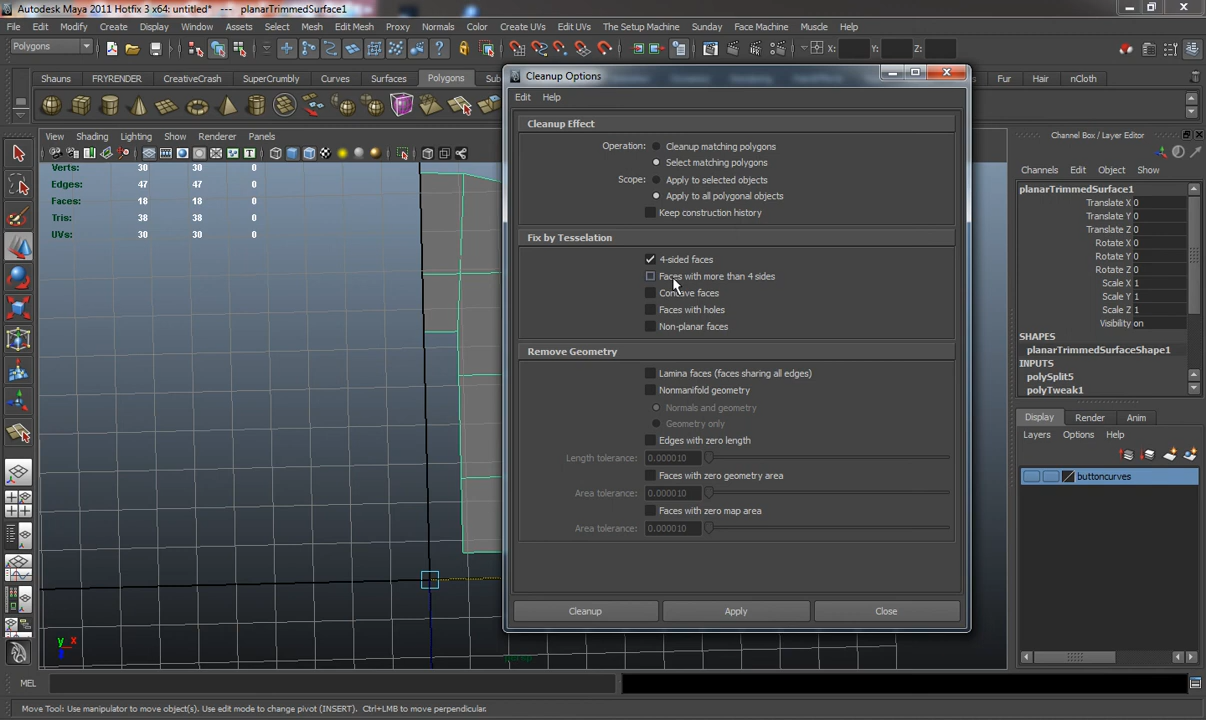 Autodesk Maya 2011 Hotfix 3 x64: untitled* --- planarTrimmedSurface1
File Edit Modify Create Display Window Assets Select Mesh Edit Mesh Proxy Normals Color Create UVs Edit UVs The Setup Machine Sunday Face Machine Muscle Help
Polygons X: Y: Z:
Shauns FRYRENDER CreativeCrash SuperCrumbly Curves Surfaces Polygons Sub Fur Hair nCloth
Cleanup Options
Edit Help
View Shading Lighting Show Renderer Panels
Verts: 30 30 0
Edges: 47 47 0
Faces: 18 18 0
Tris: 38 38 0
UVs: 30 30 0
Cleanup Effect
Operation: Cleanup matching polygons
Select matching polygons
Scope: Apply to selected objects
Apply to all polygonal objects
Keep construction history
Fix by Tesselation
4-sided faces
Faces with more than 4 sides
Concave faces
Faces with holes
Non-planar faces
Remove Geometry
Lamina faces (faces sharing all edges)
Nonmanifold geometry
Normals and geometry
Geometry only
Edges with zero length
Length tolerance: 0.000010
Faces with zero geometry area
Area tolerance: 0.000010
Faces with zero map area
Area tolerance: 0.000010
Cleanup Apply Close
Channel Box / Layer Editor
Channels Edit Object Show
planarTrimmedSurface1
Translate X 0
Translate Y 0
Translate Z 0
Rotate X 0
Rotate Y 0
Rotate Z 0
Scale X 1
Scale Y 1
Scale Z 1
Visibility on
SHAPES
planarTrimmedSurfaceShape1
INPUTS
polySplit5
polyTweak1
Display Render Anim
Layers Options Help
buttoncurves
y x
z
persp
MEL
Move Tool: Use manipulator to move object(s). Use edit mode to change pivot (INSERT). Ctrl+LMB to move perpendicular.